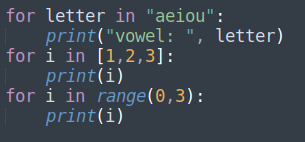 for letter in "aeiou":
    print("vowel: ", letter)
for i in [1,2,3]:
    print(i)
for i in range(0,3):
    print(i)